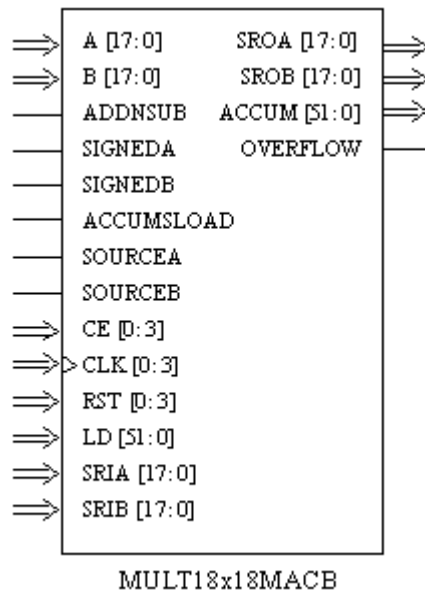 A [17:0] SROA [17:0]
B [17:0] SROB [17:0]
ADDNSUB ACCUM [51:0]
SIGNEDA OVERFLOW
SIGNEDB
ACCUMSLOAD
SOURCEA
SOURCEB
CE [0:3]
CLK [0:3]
RST [0:3]
LD [51:0]
SRIA [17:0]
SRIB [17:0]
MULT18x18MACB